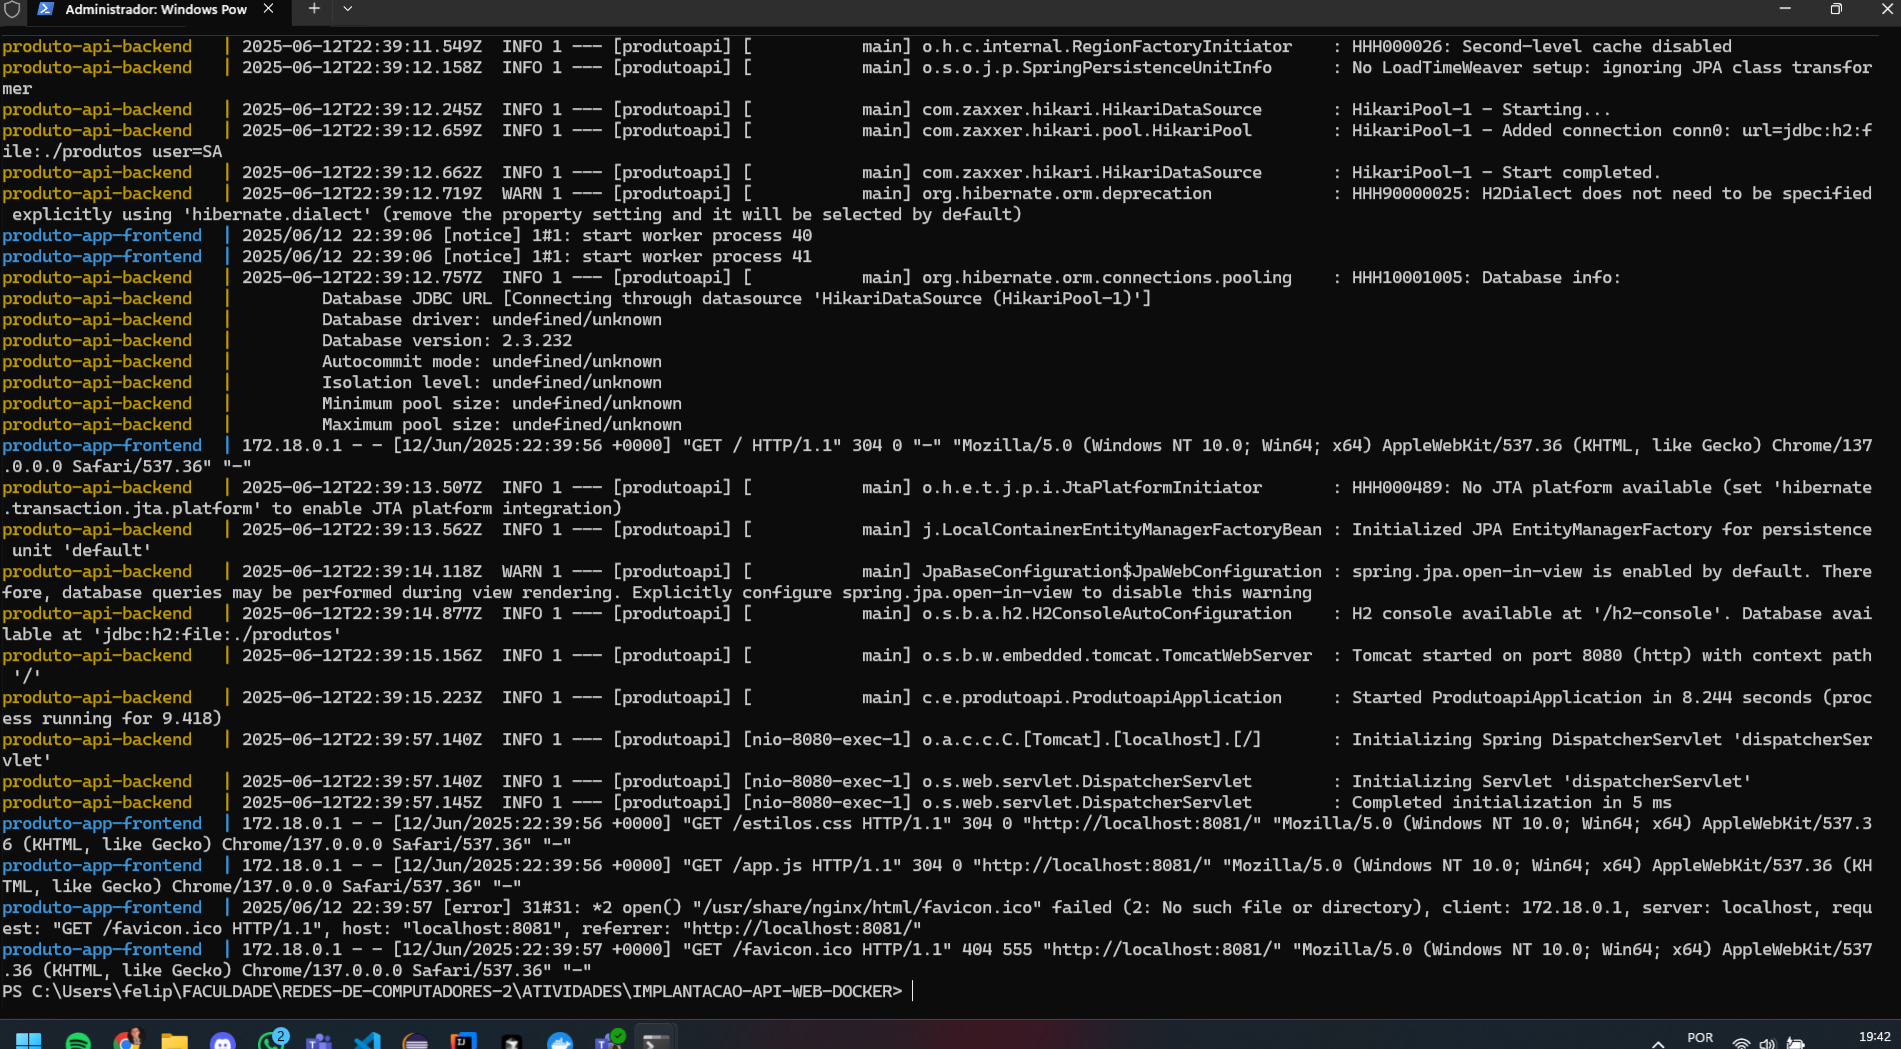 Administrador: Windows Pow
produto-api-backend | 2025-06-12T22:39:11.549Z INFO 1 --- [produtoapi] [ main] o.h.c.internal.RegionFactoryInitiator : HHH000026: Second-level cache disabled
produto-api-backend | 2025-06-12T22:39:12.158Z INFO 1 --- [produtoapi] [ main] o.s.o.j.p.SpringPersistenceUnitInfo : No LoadTimeWeaver setup: ignoring JPA class transfor
mer
produto-api-backend | 2025-06-12T22:39:12.245Z INFO 1 --- [produtoapi] [ main] com.zaxxer.hikari.HikariDataSource : HikariPool-1 - Starting...
produto-api-backend | 2025-06-12T22:39:12.659Z INFO 1 --- [produtoapi] [ main] com.zaxxer.hikari.pool.HikariPool : HikariPool-1 - Added connection conn0: url=jdbc:h2:f
ile:./produtos user=SA
produto-api-backend | 2025-06-12T22:39:12.662Z INFO 1 --- [produtoapi] [ main] com.zaxxer.hikari.HikariDataSource : HikariPool-1 - Start completed.
produto-api-backend | 2025-06-12T22:39:12.719Z WARN 1 --- [produtoapi] [ main] org.hibernate.orm.deprecation : HHH90000025: H2Dialect does not need to be specified
explicitly using 'hibernate.dialect' (remove the property setting and it will be selected by default)
produto-app-frontend | 2025/06/12 22:39:06 [notice] 1#1: start worker process 40
produto-app-frontend | 2025/06/12 22:39:06 [notice] 1#1: start worker process 41
produto-api-backend | 2025-06-12T22:39:12.757Z INFO 1 --- [produtoapi] [ main] org.hibernate.orm.connections.pooling : HHH10001005: Database info:
produto-api-backend | Database JDBC URL [Connecting through datasource 'HikariDataSource (HikariPool-1)']
produto-api-backend | Database driver: undefined/unknown
produto-api-backend | Database version: 2.3.232
produto-api-backend | Autocommit mode: undefined/unknown
produto-api-backend | Isolation level: undefined/unknown
produto-api-backend | Minimum pool size: undefined/unknown
produto-api-backend | Maximum pool size: undefined/unknown
produto-app-frontend | 172.18.0.1 - - [12/Jun/2025:22:39:56 +0000] "GET / HTTP/1.1" 304 0 "-" "Mozilla/5.0 (Windows NT 10.0; Win64; x64) AppleWebKit/537.36 (KHTML, like Gecko) Chrome/137
.0.0.0 Safari/537.36" "-"
produto-api-backend | 2025-06-12T22:39:13.507Z INFO 1 --- [produtoapi] [ main] o.h.e.t.j.p.i.JtaPlatformInitiator : HHH000489: No JTA platform available (set 'hibernate
.transaction.jta.platform' to enable JTA platform integration)
produto-api-backend | 2025-06-12T22:39:13.562Z INFO 1 --- [produtoapi] [ main] j.LocalContainerEntityManagerFactoryBean : Initialized JPA EntityManagerFactory for persistence
unit 'default'
produto-api-backend | 2025-06-12T22:39:14.118Z WARN 1 --- [produtoapi] [ main] JpaBaseConfiguration$JpaWebConfiguration : spring.jpa.open-in-view is enabled by default. There
fore, database queries may be performed during view rendering. Explicitly configure spring.jpa.open-in-view to disable this warning
produto-api-backend | 2025-06-12T22:39:14.877Z INFO 1 --- [produtoapi] [ main] o.s.b.a.h2.H2ConsoleAutoConfiguration : H2 console available at '/h2-console'. Database avai
lable at 'jdbc:h2:file:./produtos'
produto-api-backend | 2025-06-12T22:39:15.156Z INFO 1 --- [produtoapi] [ main] o.s.b.w.embedded.tomcat.TomcatWebServer : Tomcat started on port 8080 (http) with context path
'/'
produto-api-backend | 2025-06-12T22:39:15.223Z INFO 1 --- [produtoapi] [ main] c.e.produtoapi.ProdutoapiApplication : Started ProdutoapiApplication in 8.244 seconds (proc
ess running for 9.418)
produto-api-backend | 2025-06-12T22:39:57.140Z INFO 1 --- [produtoapi] [nio-8080-exec-1] o.a.c.c.C.[Tomcat].[localhost].[/] : Initializing Spring DispatcherServlet 'dispatcherSer
vlet'
produto-api-backend | 2025-06-12T22:39:57.140Z INFO 1 --- [produtoapi] [nio-8080-exec-1] o.s.web.servlet.DispatcherServlet : Initializing Servlet 'dispatcherServlet'
produto-api-backend | 2025-06-12T22:39:57.145Z INFO 1 --- [produtoapi] [nio-8080-exec-1] o.s.web.servlet.DispatcherServlet : Completed initialization in 5 ms
produto-app-frontend | 172.18.0.1 - - [12/Jun/2025:22:39:56 +0000] "GET /estilos.css HTTP/1.1" 304 0 "http://localhost:8081/" "Mozilla/5.0 (Windows NT 10.0; Win64; x64) AppleWebKit/537.3
6 (KHTML, like Gecko) Chrome/137.0.0.0 Safari/537.36" "-"
produto-app-frontend | 172.18.0.1 - - [12/Jun/2025:22:39:56 +0000] "GET /app.js HTTP/1.1" 304 0 "http://localhost:8081/" "Mozilla/5.0 (Windows NT 10.0; Win64; x64) AppleWebKit/537.36 (KH
TML, like Gecko) Chrome/137.0.0.0 Safari/537.36" "-"
produto-app-frontend | 2025/06/12 22:39:57 [error] 31#31: *2 open() "/usr/share/nginx/html/favicon.ico" failed (2: No such file or directory), client: 172.18.0.1, server: localhost, requ
est: "GET /favicon.ico HTTP/1.1", host: "localhost:8081", referrer: "http://localhost:8081/"
produto-app-frontend | 172.18.0.1 - - [12/Jun/2025:22:39:57 +0000] "GET /favicon.ico HTTP/1.1" 404 555 "http://localhost:8081/" "Mozilla/5.0 (Windows NT 10.0; Win64; x64) AppleWebKit/537
.36 (KHTML, like Gecko) Chrome/137.0.0.0 Safari/537.36" "-"
PS C:\Users\felip\FACULDADE\REDES-DE-COMPUTADORES-2\ATIVIDADES\IMPLANTACAO-API-WEB-DOCKER>
2
POR
19:42